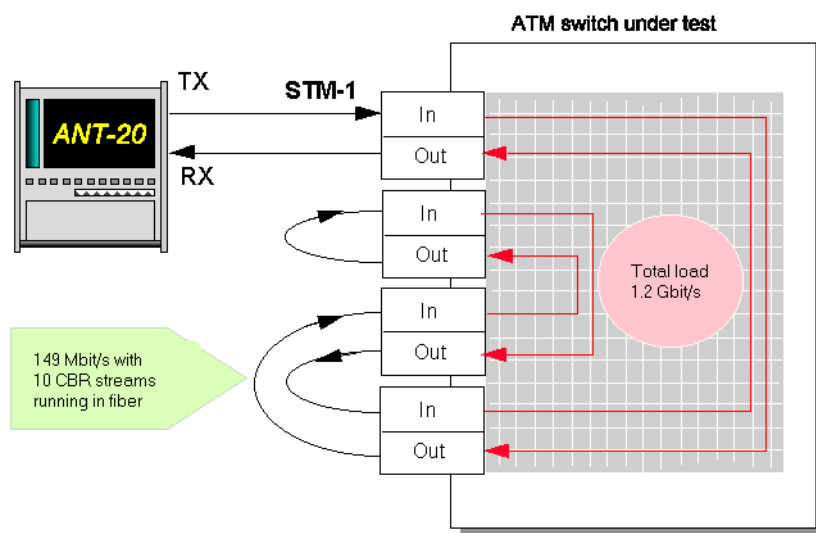 ATM switch under test
TX
STM-1
ANT-20
RX
In
Out
In
Out
In
Out
In
Out
Total load
1.2 Gbit/s
149 Mbit/s with
10 CBR streams
running in fiber